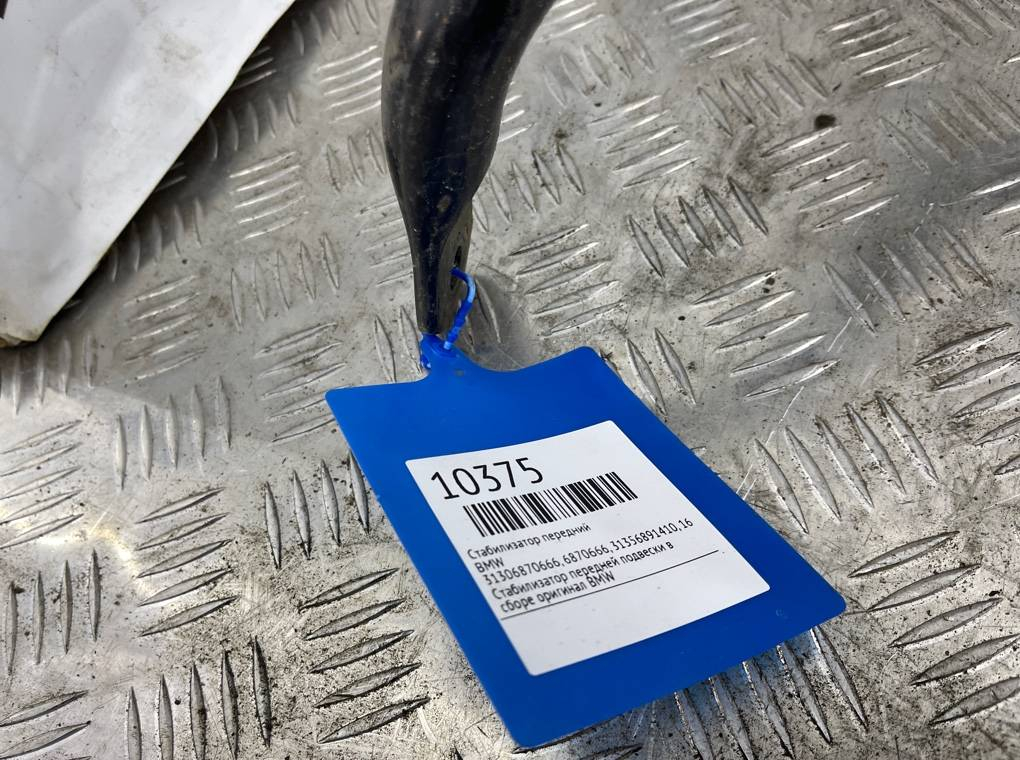 10375
Стабилизатор передний
BMW
31306870666,6870666,31356891410,16
Стабилизатор передней подвески в
сборе оригинал BMW